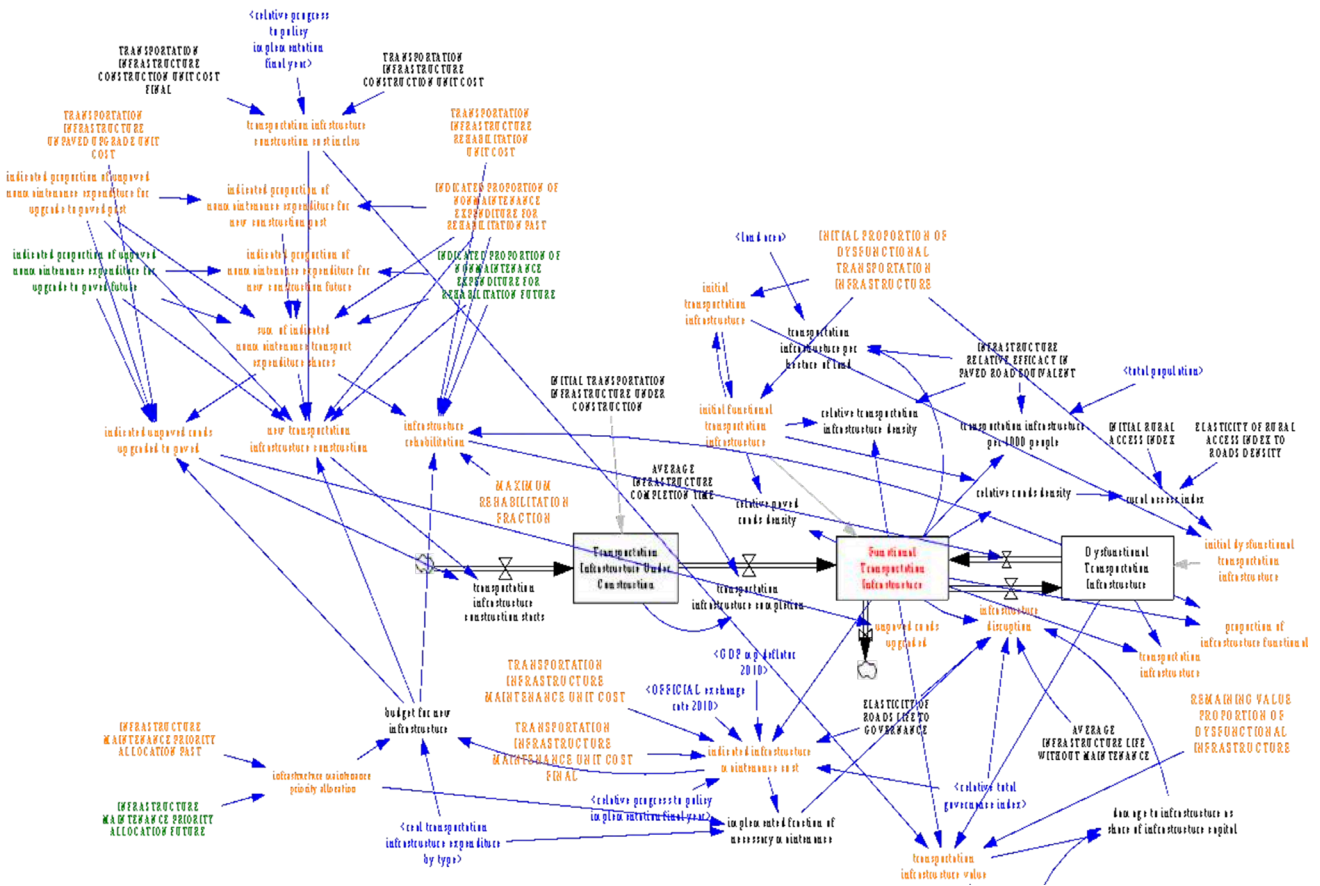 <relative progress
to policy
implementation
final year>
TRANSPORTATION
INFRASTRUCTURE
CONSTRUCTION UNIT COST
FINAL
TRANSPORTATION
INFRASTRUCTURE
CONSTRUCTION UNIT COST
TRANSPORTATION
INFRASTRUCTURE
UNPAVED UPGRADE UNIT
COST
transportation infrastructure
construction cost in lcu
TRANSPORTATION
INFRASTRUCTURE
REHABILITATION
UNIT COST
indicated proportion of unpaved
nonmaintenance expenditure for
upgrade to paved past
indicated proportion of
nonmaintenance expenditure for
new construction past
INDICATED PROPORTION OF
NONMAINTENANCE
EXPENDITURE FOR
REHABILITATION PAST
indicated proportion of unpaved
nonmaintenance expenditure for
upgrade to paved future
indicated proportion of
nonmaintenance expenditure for
new construction future
INDICATED PROPORTION OF
NONMAINTENANCE
EXPENDITURE FOR
REHABILITATION FUTURE
sum of indicated
nonmaintenance transport
expenditure shares
<land area>
INITIAL PROPORTION OF
DYSFUNCTIONAL
TRANSPORTATION
INFRASTRUCTURE
initial
transportation
infrastructure
transportation
infrastructure per
hectare of land
INFRASTRUCTURE
RELATIVE EFFICACY IN
PAVED ROAD EQUIVALENT
<total population>
INITIAL TRANSPORTATION
INFRASTRUCTURE UNDER
CONSTRUCTION
indicated unpaved roads
upgraded to paved
new transportation
infrastructure construction
infrastructure
rehabilitation
initial functional
transportation
infrastructure
relative transportation
infrastructure density
transportation infrastructure
per 1000 people
INITIAL RURAL
ACCESS INDEX
ELASTICITY OF RURAL
ACCESS INDEX TO
ROADS DENSITY
MAXIMUM
REHABILITATION
FRACTION
AVERAGE
INFRASTRUCTURE
COMPLETION TIME
relative paved
roads density
relative roads density
rural access index
Transportation
Infrastructure Under
Construction
Functional
Transportation
Infrastructure
Dysfunctional
Transportation
Infrastructure
initial dysfunctional
transportation
infrastructure
transportation
infrastructure
construction starts
transportation
infrastructure completion
unpaved roads
upgraded
infrastructure
disruption
proportion of
infrastructure functional
transportation
infrastructure
<GDP mp deflator
2010>
<OFFICIAL exchange
rate 2010>
TRANSPORTATION
INFRASTRUCTURE
MAINTENANCE UNIT COST
TRANSPORTATION
INFRASTRUCTURE
MAINTENANCE UNIT COST
FINAL
ELASTICITY OF
ROADS LIFE TO
GOVERNANCE
AVERAGE
INFRASTRUCTURE LIFE
WITHOUT MAINTENANCE
REMAINING VALUE
PROPORTION OF
DYSFUNCTIONAL
INFRASTRUCTURE
budget for new
infrastructure
INFRASTRUCTURE
MAINTENANCE PRIORITY
ALLOCATION PAST
infrastructure maintenance
priority allocation
INFRASTRUCTURE
MAINTENANCE PRIORITY
ALLOCATION FUTURE
indicated infrastructure
maintenance cost
<relative progress to policy
implementation final year>
<relative total
governance index>
<real transportation
infrastructure expenditure
by type>
implemented fraction of
necessary maintenance
damage to infrastructure as
share of infrastructure capital
transportation
infrastructure value